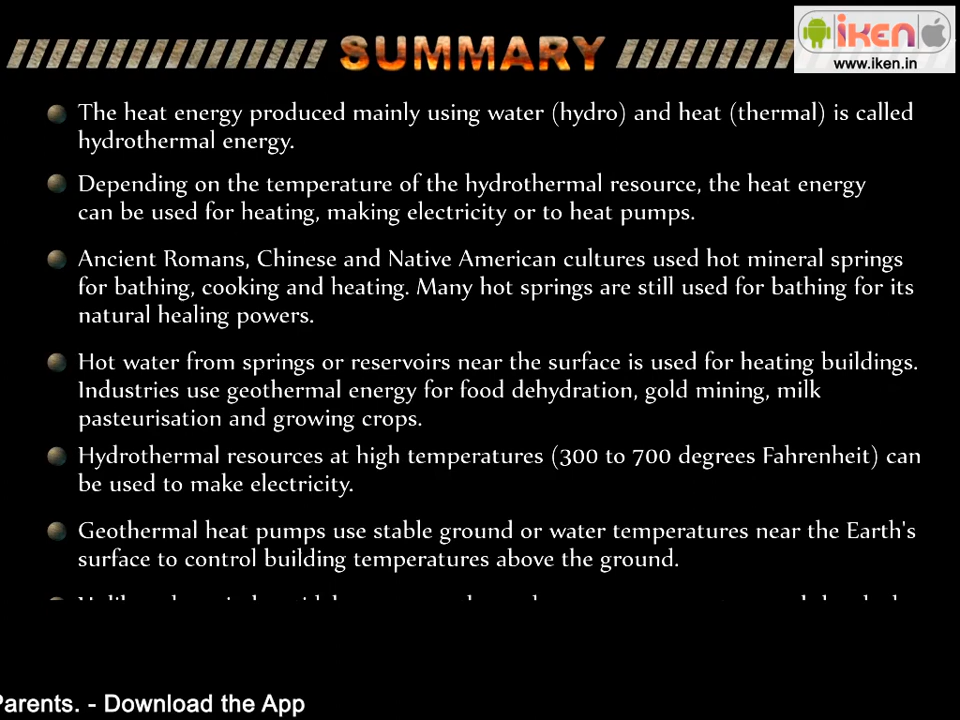 SUMMARY
iken
www.iken.in
The heat energy produced mainly using water (hydro) and heat (thermal) is called
hydrothermal energy.
Depending on the temperature of the hydrothermal resource, the heat energy
can be used for heating, making electricity or to heat pumps.
Ancient Romans, Chinese and Native American cultures used hot mineral springs
for bathing, cooking and heating. Many hot springs are still used for bathing for its
natural healing powers.
Hot water from springs or reservoirs near the surface is used for heating buildings.
Industries use geothermal energy for food dehydration, gold mining, milk
pasteurisation and growing crops.
Hydrothermal resources at high temperatures (300 to 700 degrees Fahrenheit) can
be used to make electricity.
Geothermal heat pumps use stable ground or water temperatures near the Earth's
surface to control building temperatures above the ground.
Parents. - Download the App